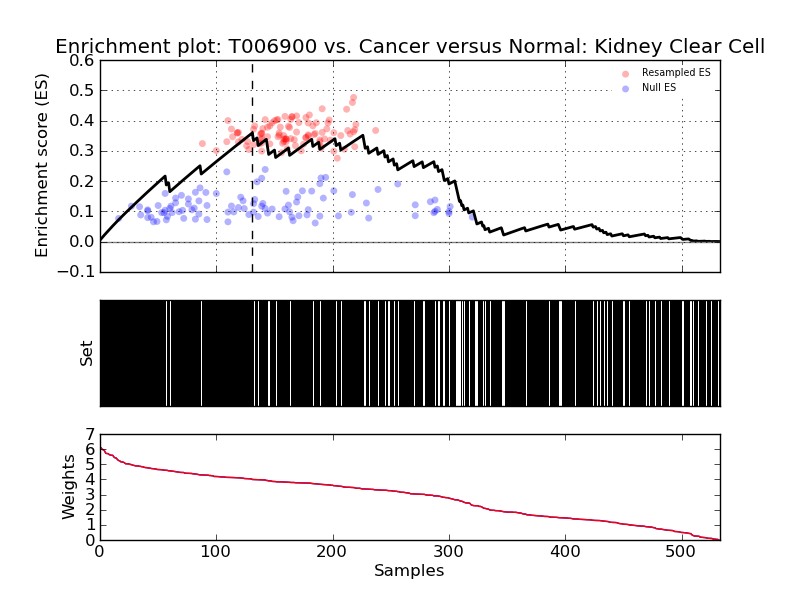 Enrichment plot: T006900 vs. Cancer versus Normal: Kidney Clear Cell
Enrichment score (ES)
0.6
0.5
0.4
0.3
0.2
0.1
0.0
−0.1
Resampled ES
Null ES
Set
Weights
7
6
5
4
3
2
1
0
0 100 200 300 400 500
Samples